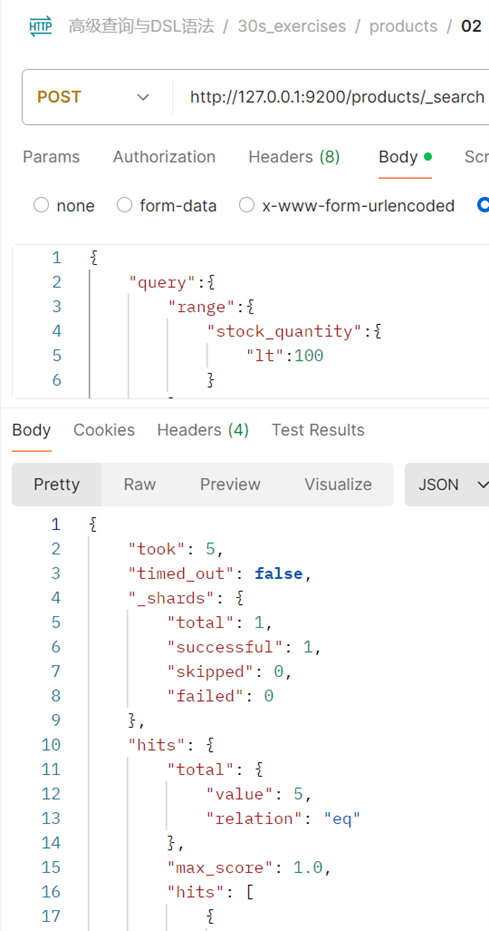 HTTP 高级查询与DSL语法 / 30s_exercises / products / 02
POST http://127.0.0.1:9200/products/_search
Params Authorization Headers (8) Body Scr
none form-data x-www-form-urlencoded
1 {
2 "query":{
3 "range":{
4 "stock_quantity":{
5 "lt":100
6 }
Body Cookies Headers (4) Test Results
Pretty Raw Preview Visualize JSON
1 {
2 "took": 5,
3 "timed_out": false,
4 "_shards": {
5 "total": 1,
6 "successful": 1,
7 "skipped": 0,
8 "failed": 0
9 },
10 "hits": {
11 "total": {
12 "value": 5,
13 "relation": "eq"
14 },
15 "max_score": 1.0,
16 "hits": [
17 {